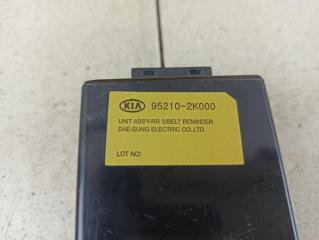 KIA 95210-2K000
UNIT ASS'Y-RR S/BELT REMINDER
DAE-SUNG ELECTRIC CO.,LTD
LOT NO: